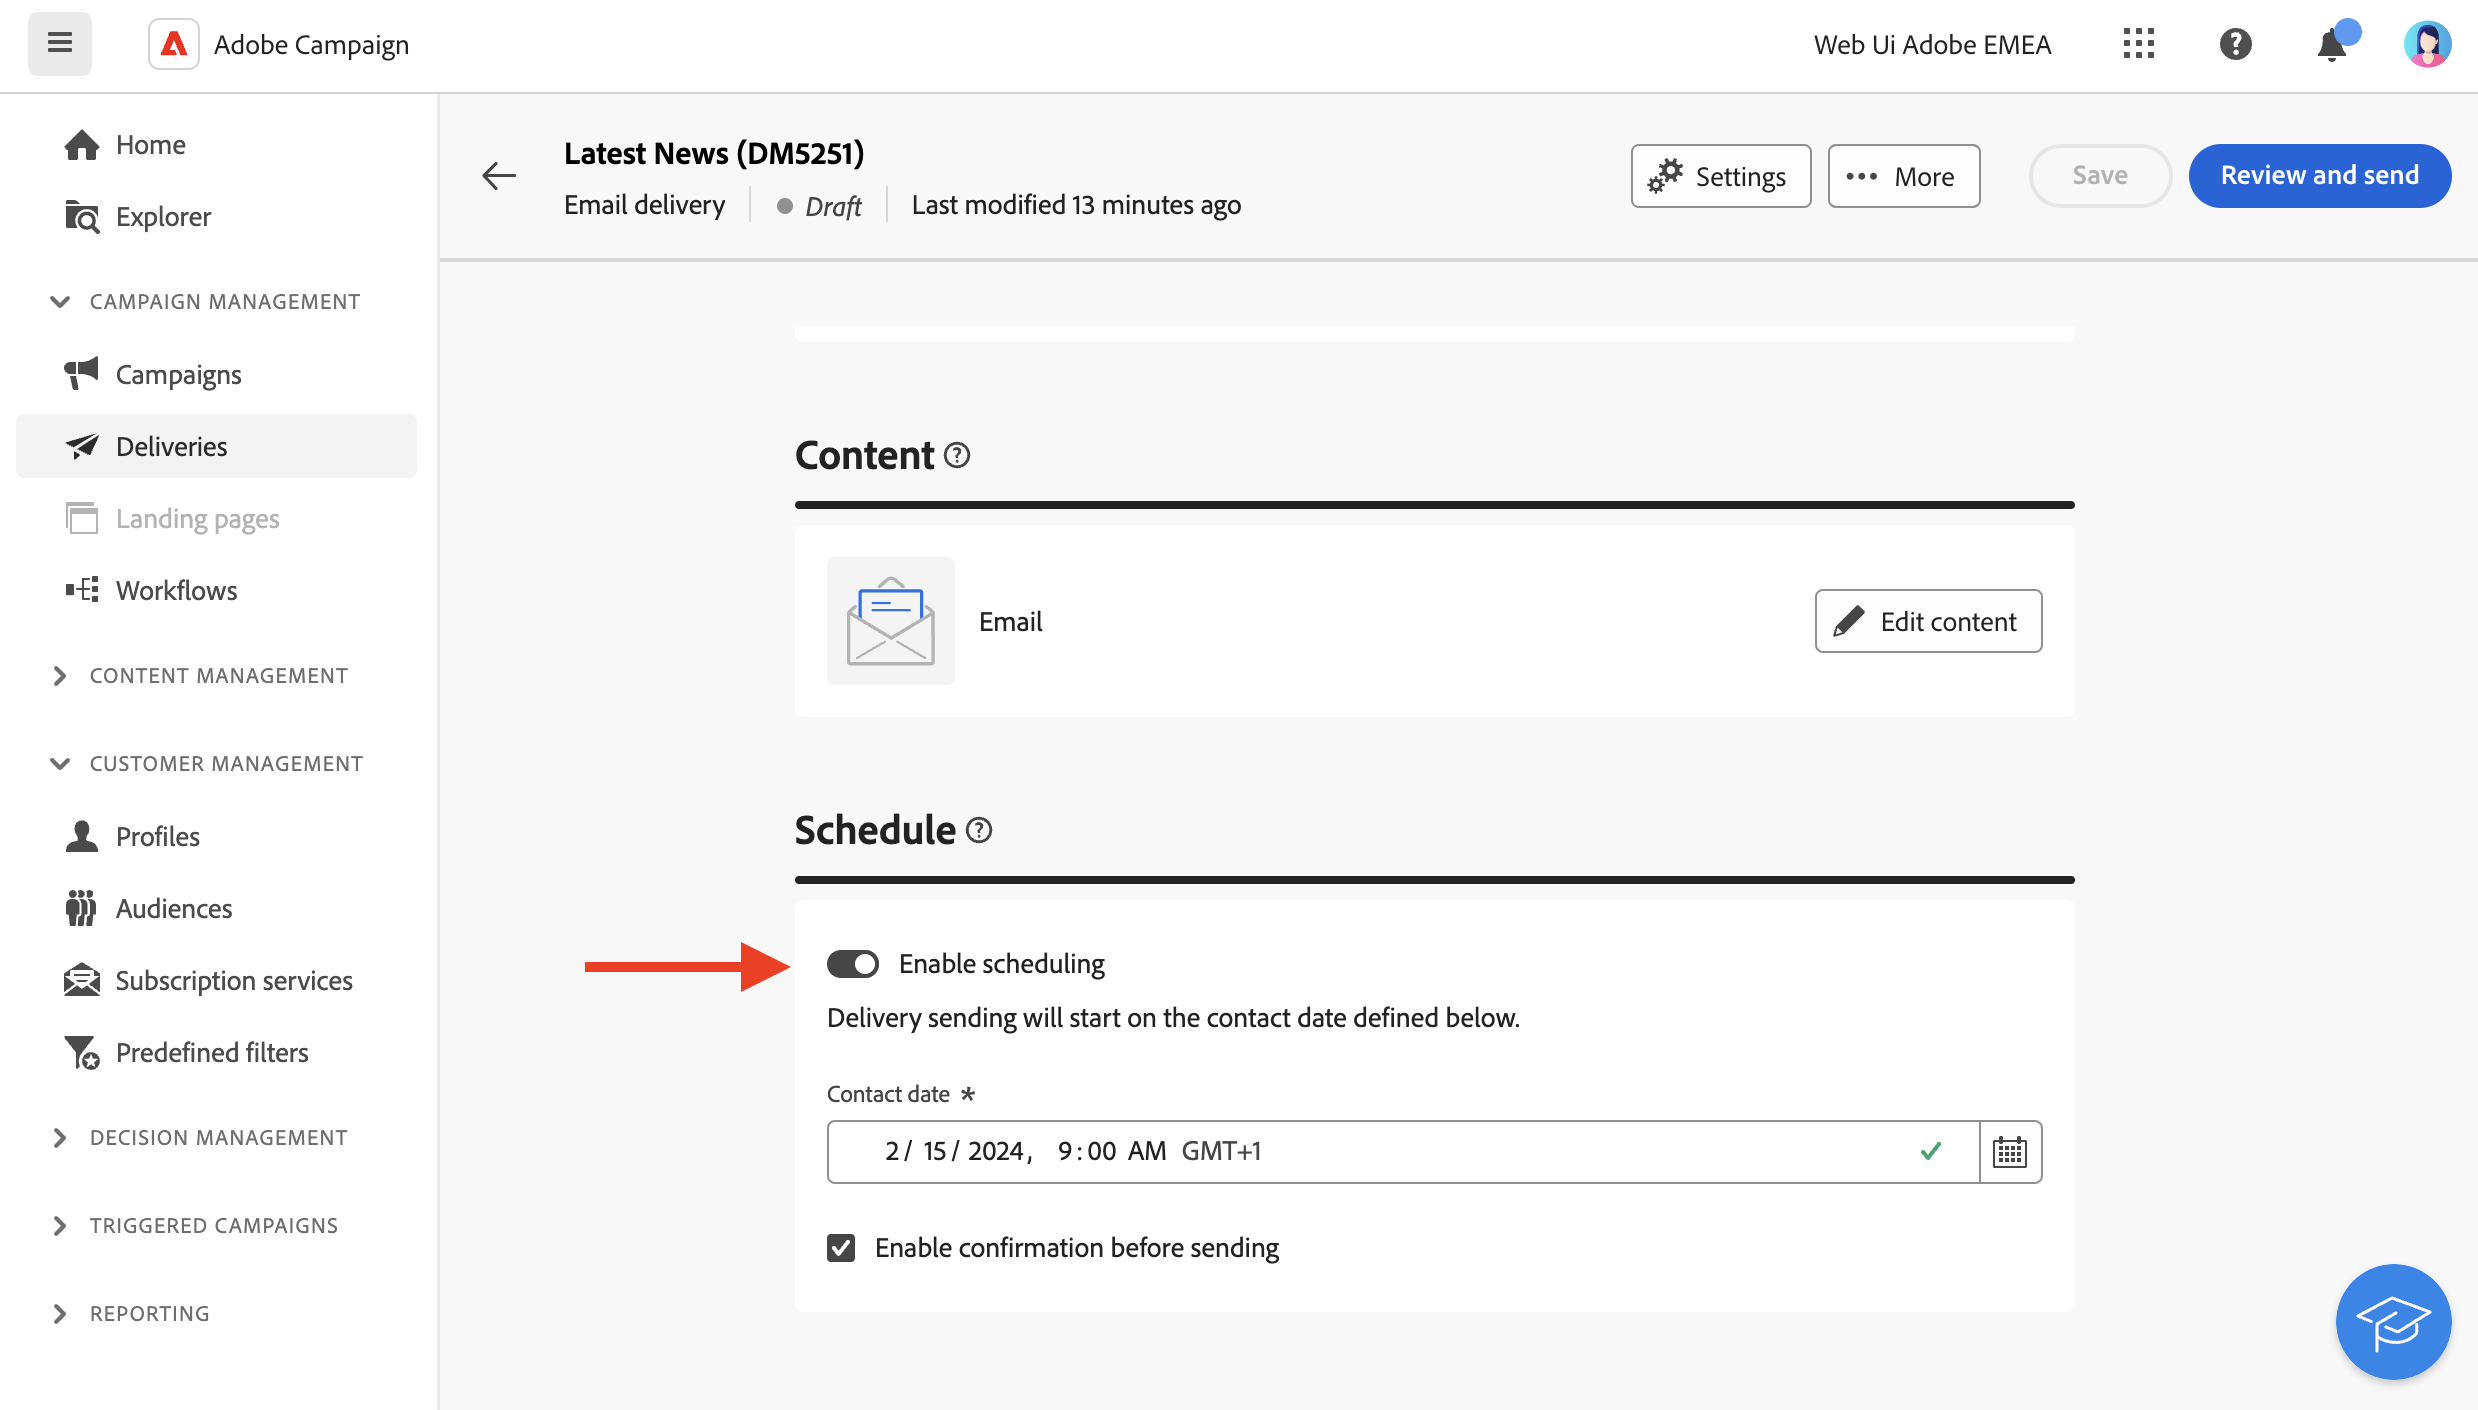 Adobe Campaign
Web Ui Adobe EMEA
Home
Explorer
CAMPAIGN MANAGEMENT
Campaigns
Deliveries
Landing pages
Workflows
CONTENT MANAGEMENT
CUSTOMER MANAGEMENT
Profiles
Audiences
Subscription services
Predefined filters
DECISION MANAGEMENT
TRIGGERED CAMPAIGNS
REPORTING
Latest News (DM5251)
Email delivery
Draft
Last modified 13 minutes ago
Settings
More
Save
Review and send
Content
Email
Edit content
Schedule
Enable scheduling
Delivery sending will start on the contact date defined below.
Contact date *
2/ 15/ 2024, 9:00 AM GMT+1
Enable confirmation before sending